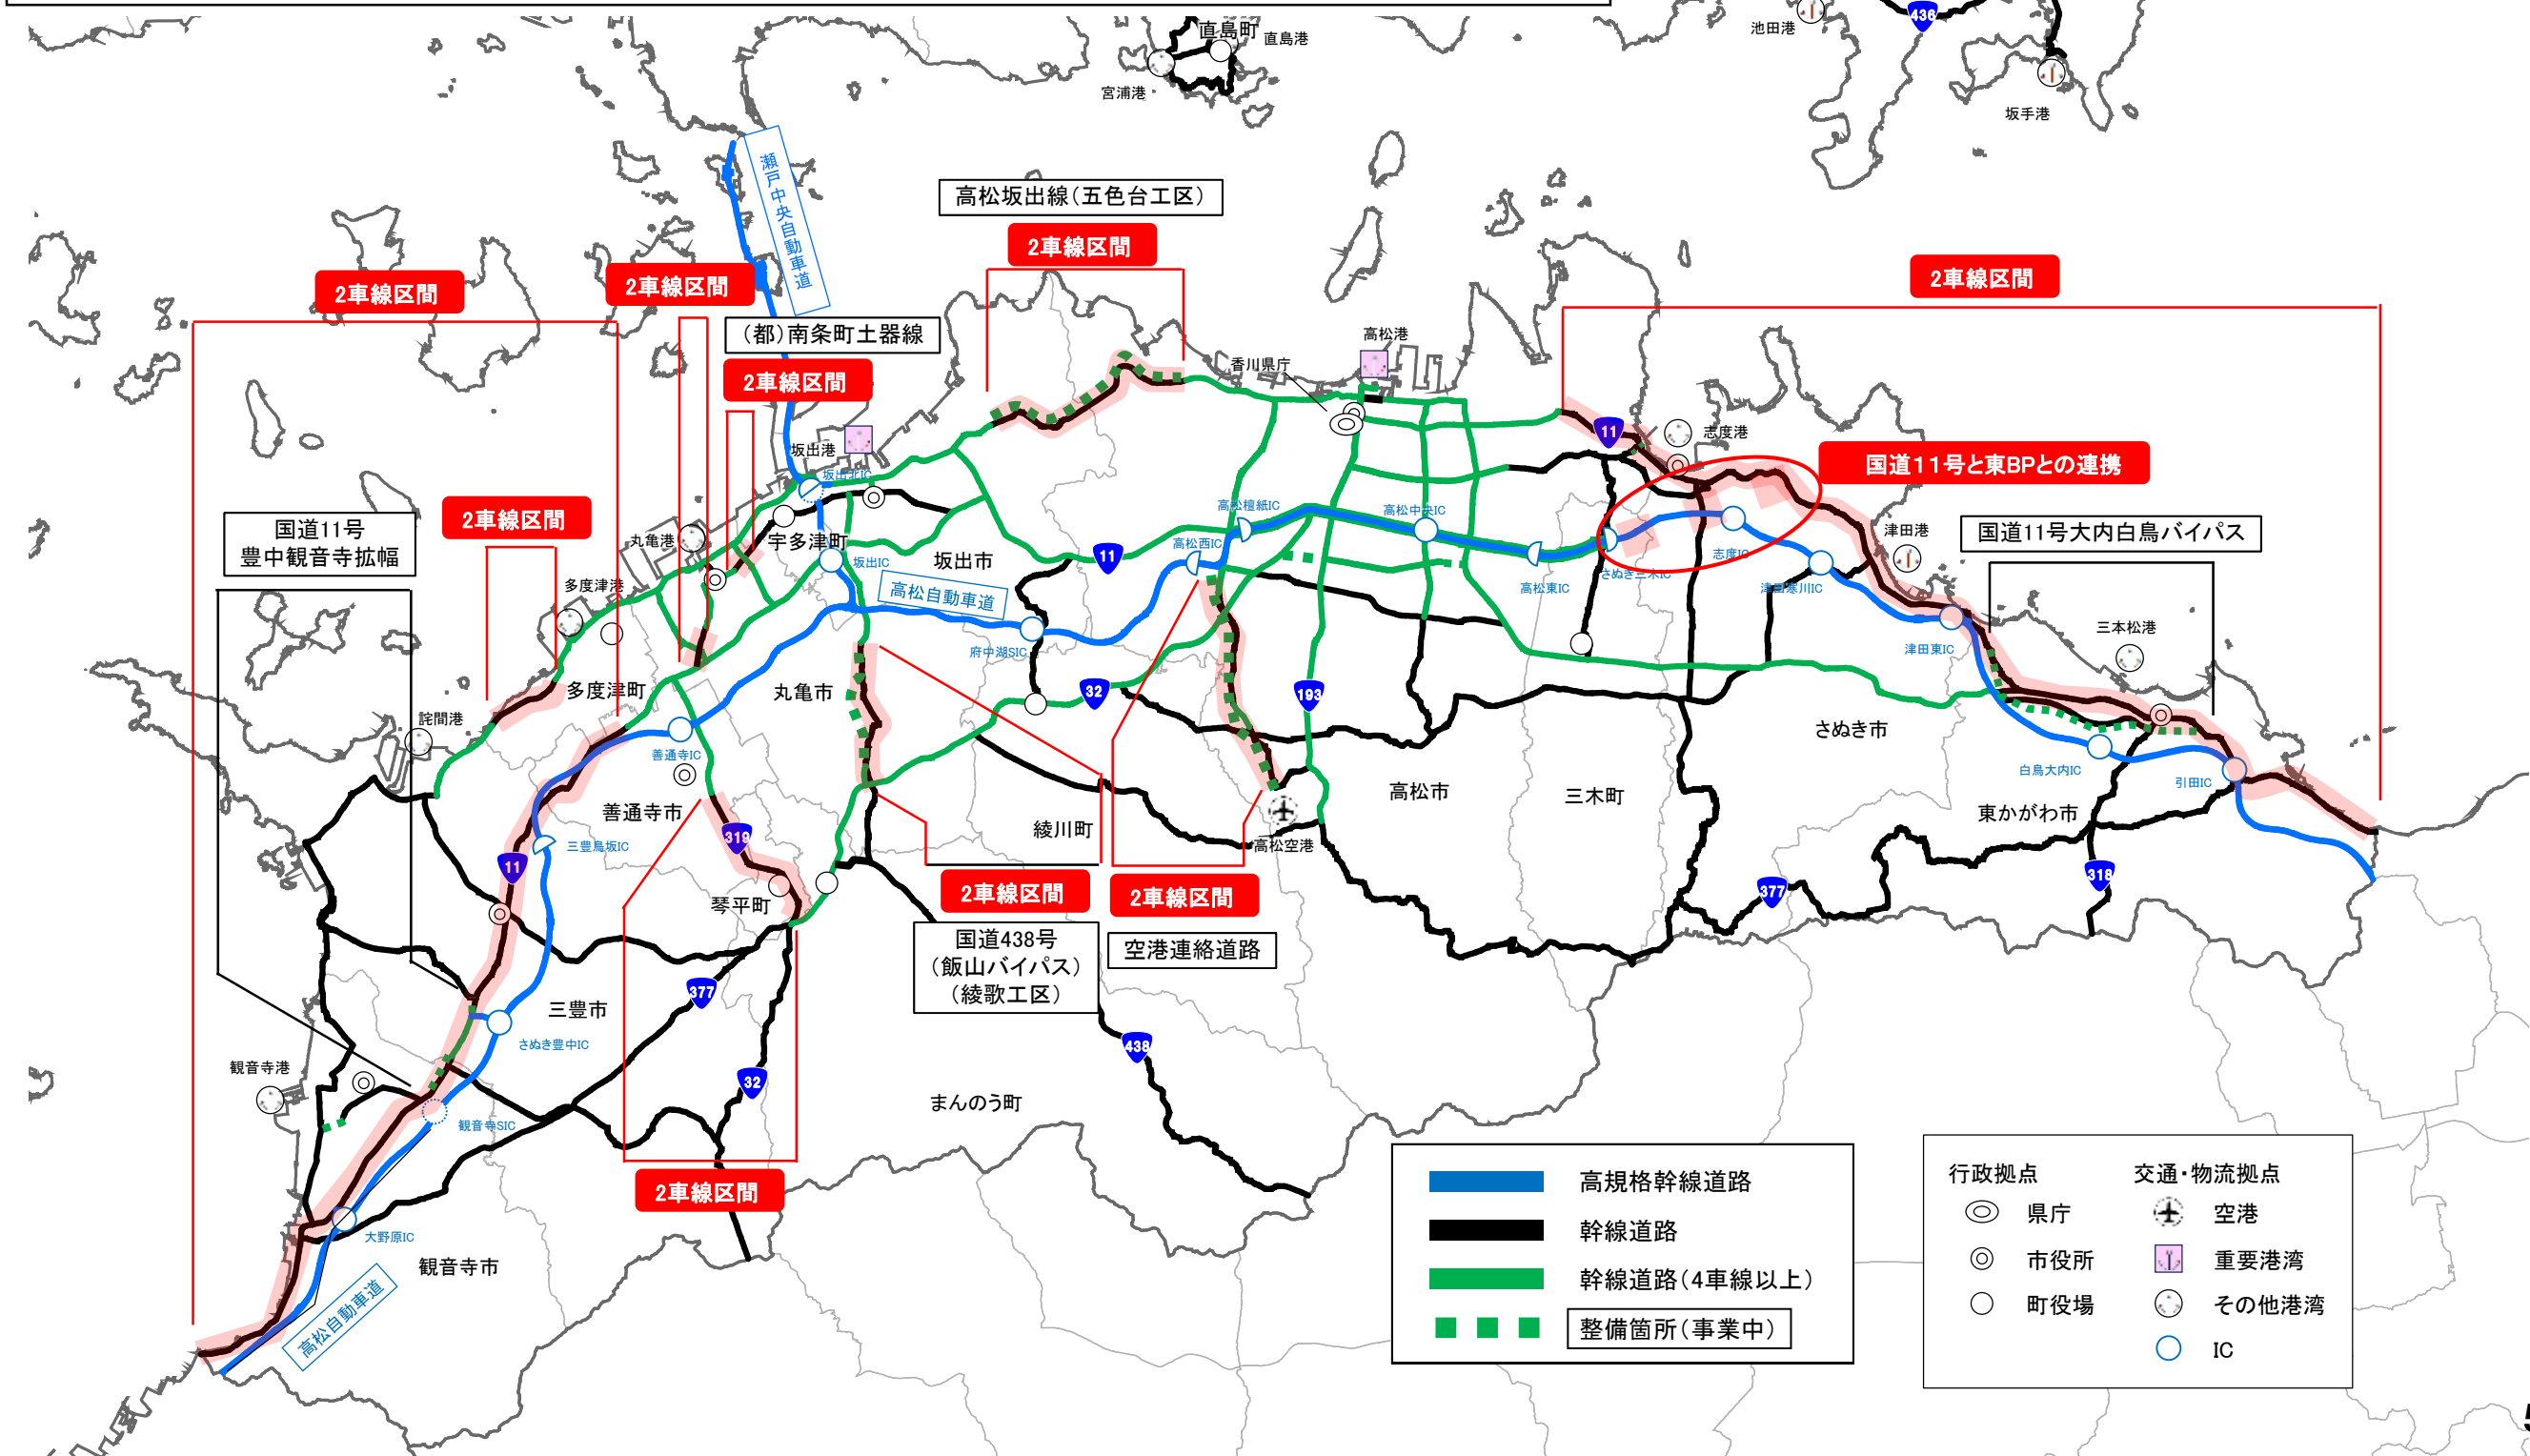 直島町
直島港
宮浦港
池田港
436
坂手港
瀬戸中央自動車道
高松坂出線(五色台工区)
2車線区間
2車線区間
2車線区間
2車線区間
(都)南条町土器線
2車線区間
高松港
香川県庁
11
志度港
国道11号と東BPとの連携
坂出港
坂出北IC
国道11号
豊中観音寺拡幅
2車線区間
丸亀港
宇多津町
坂出IC
坂出市
11
高松檀紙IC
高松西IC
高松中央IC
高松東IC
さぬき三木IC
志度IC
津田寒川IC
津田港
国道11号大内白鳥バイパス
多度津港
高松自動車道
府中湖SIC
津田東IC
三本松港
多度津町
丸亀市
32
193
詫間港
善通寺IC
さぬき市
白鳥大内IC
引田IC
善通寺市
319
綾川町
高松市
三木町
東かがわ市
三豊鳥坂IC
11
高松空港
318
377
琴平町
2車線区間
2車線区間
国道438号
(飯山バイパス)
(綾歌工区)
空港連絡道路
377
三豊市
さぬき豊中IC
438
観音寺港
32
まんのう町
観音寺SIC
2車線区間
大野原IC
観音寺市
高松自動車道
高規格幹線道路
幹線道路
幹線道路(4車線以上)
整備箇所(事業中)
行政拠点
県庁
市役所
町役場
交通・物流拠点
空港
重要港湾
その他港湾
IC